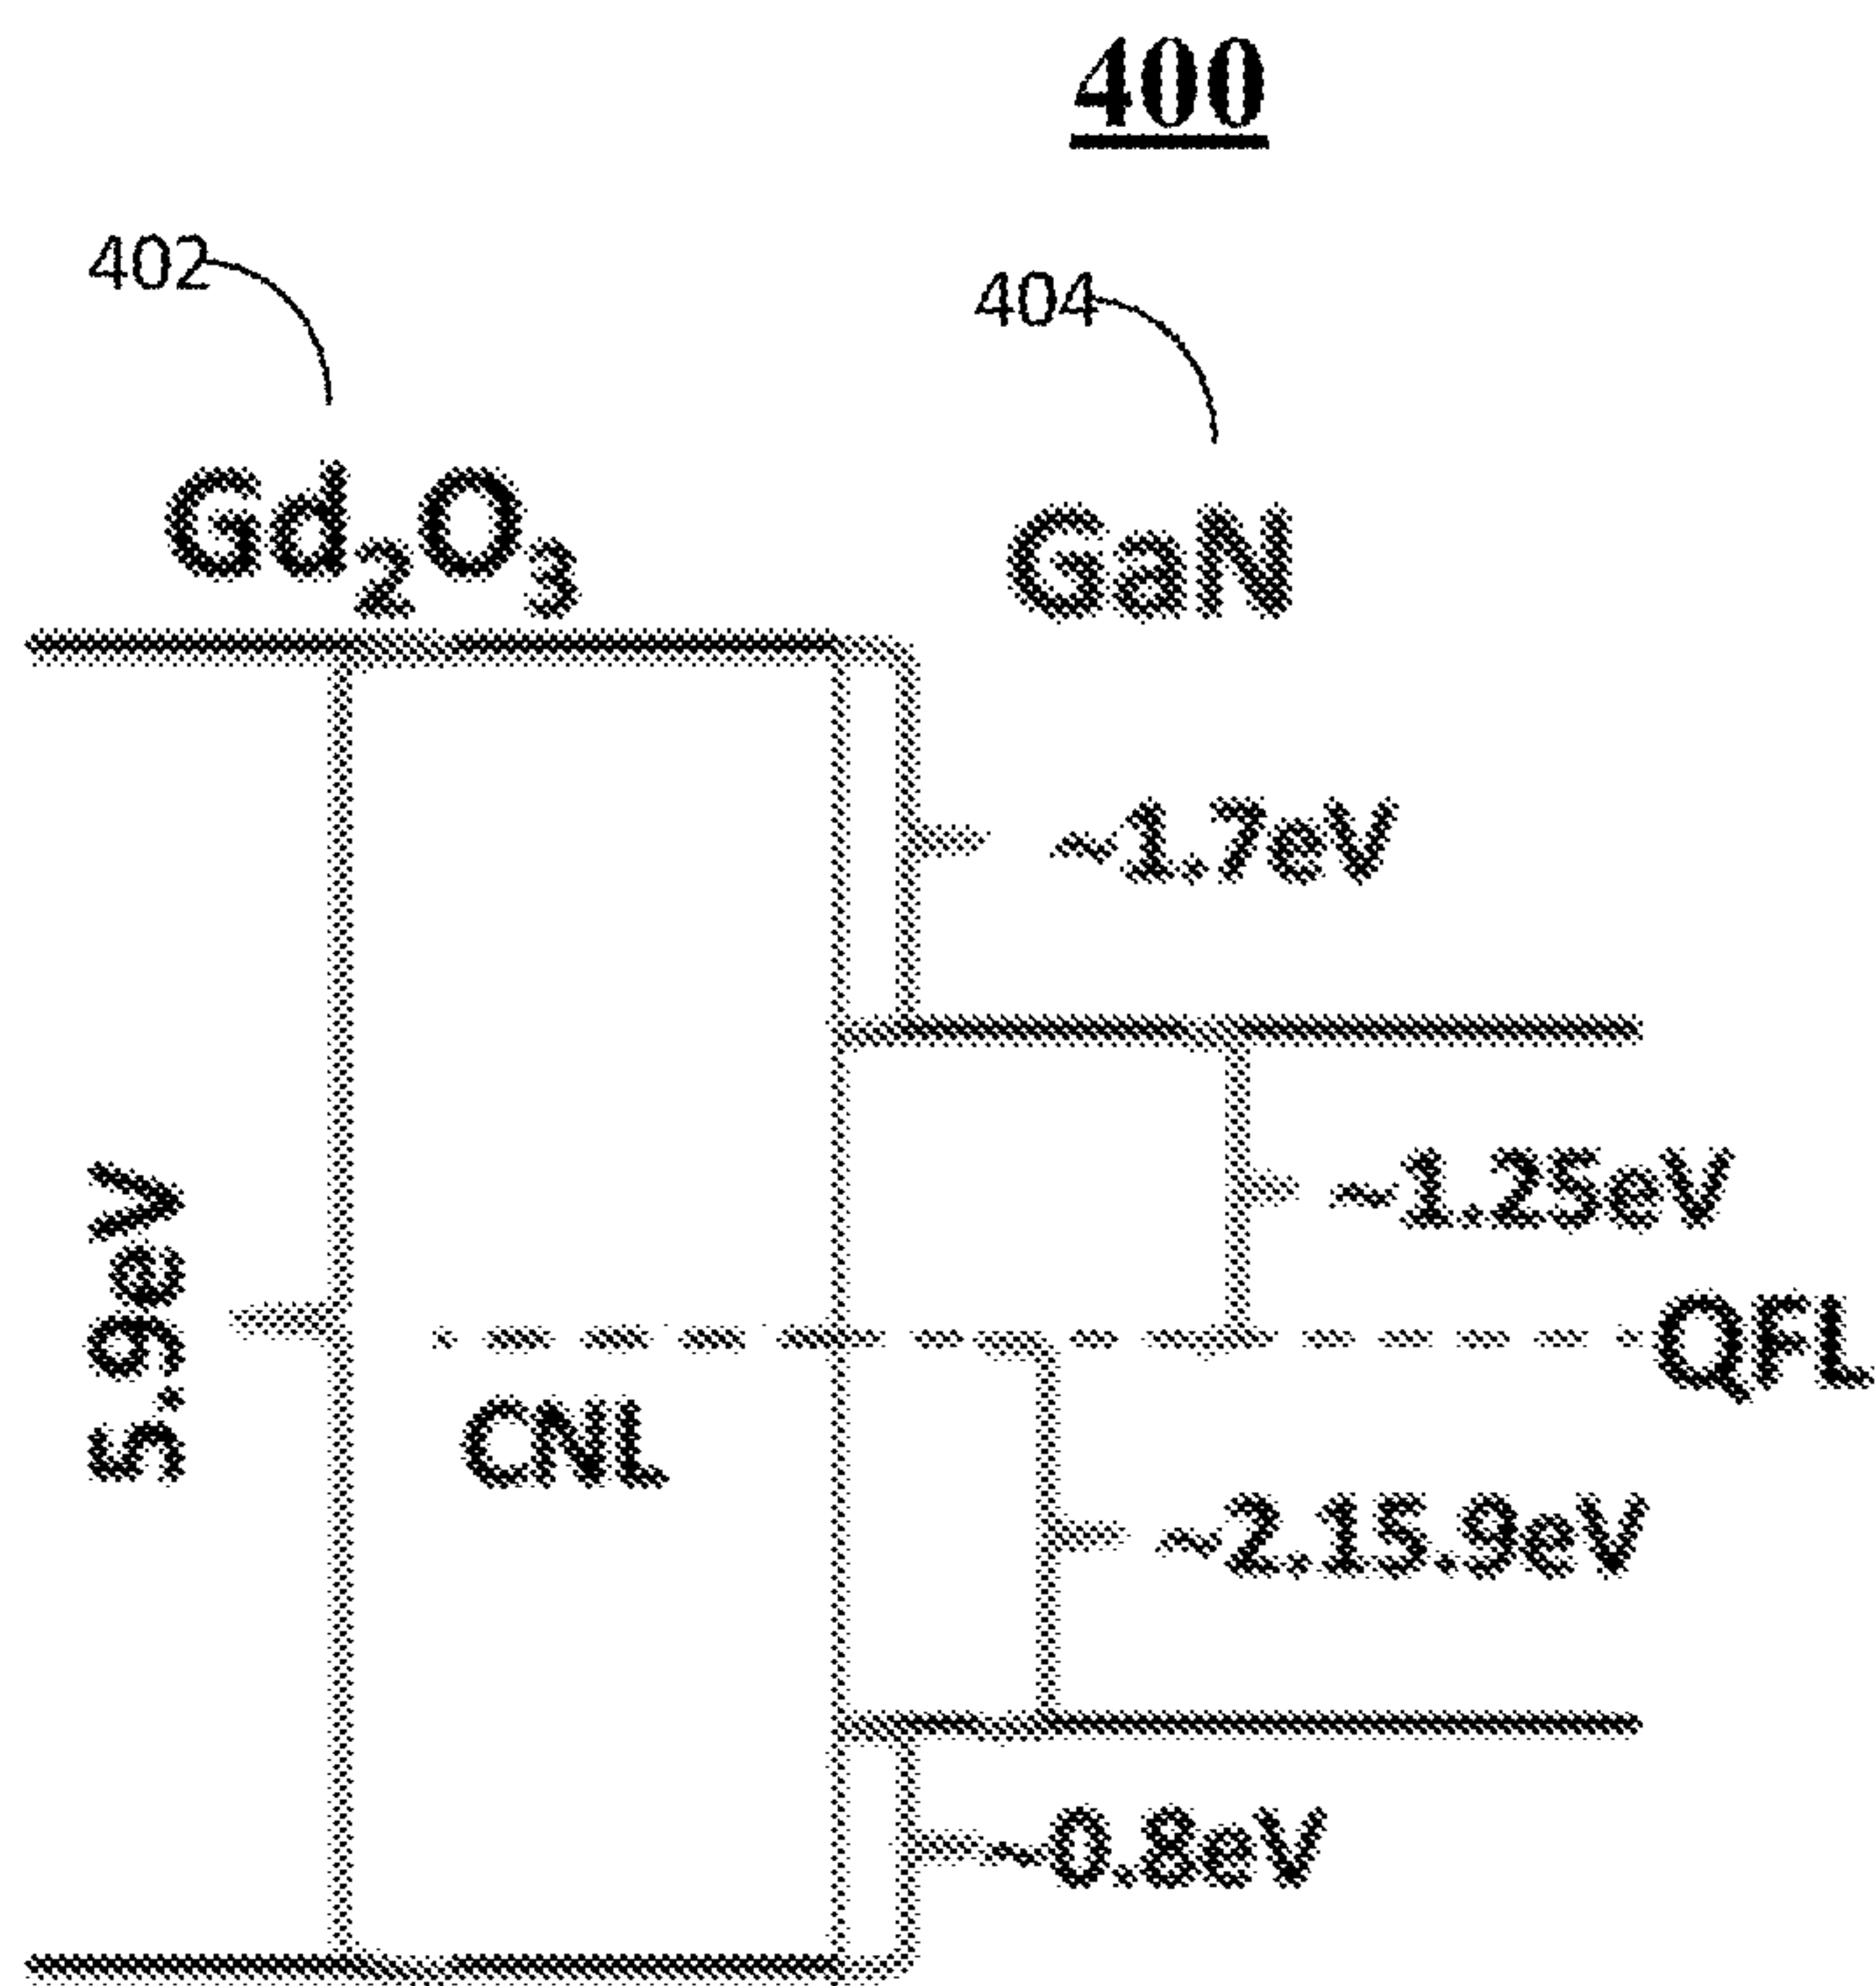 400
402
404
Gd₂O₃
GaN
~1.7eV
~1.25eV
5.9eV
QFL
CNL
~2.15.9eV
~0.8eV